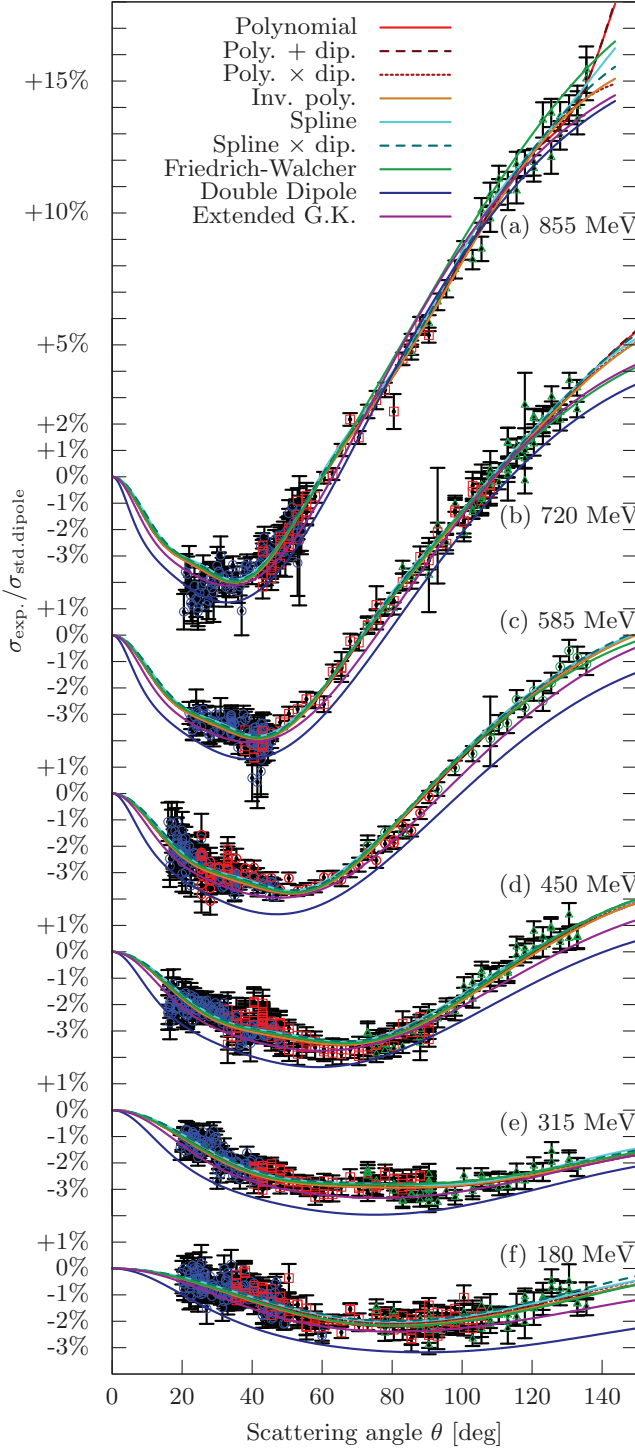 Polynomial
Poly. + dip.
Poly. × dip.
Inv. poly.
Spline
Spline × dip.
Friedrich-Walcher
Double Dipole
Extended G.K.
+15%
+10%
+5%
+2%
+1%
0%
-1%
-2%
-3%
(a) 855 MeV
+1%
0%
-1%
-2%
-3%
(b) 720 MeV
+1%
0%
-1%
-2%
-3%
(c) 585 MeV
+1%
0%
-1%
-2%
-3%
(d) 450 MeV
+1%
0%
-1%
-2%
-3%
(e) 315 MeV
+1%
0%
-1%
-2%
-3%
(f) 180 MeV
σexp./σstd.dipole
0 20 40 60 80 100 120 140
Scattering angle θ [deg]